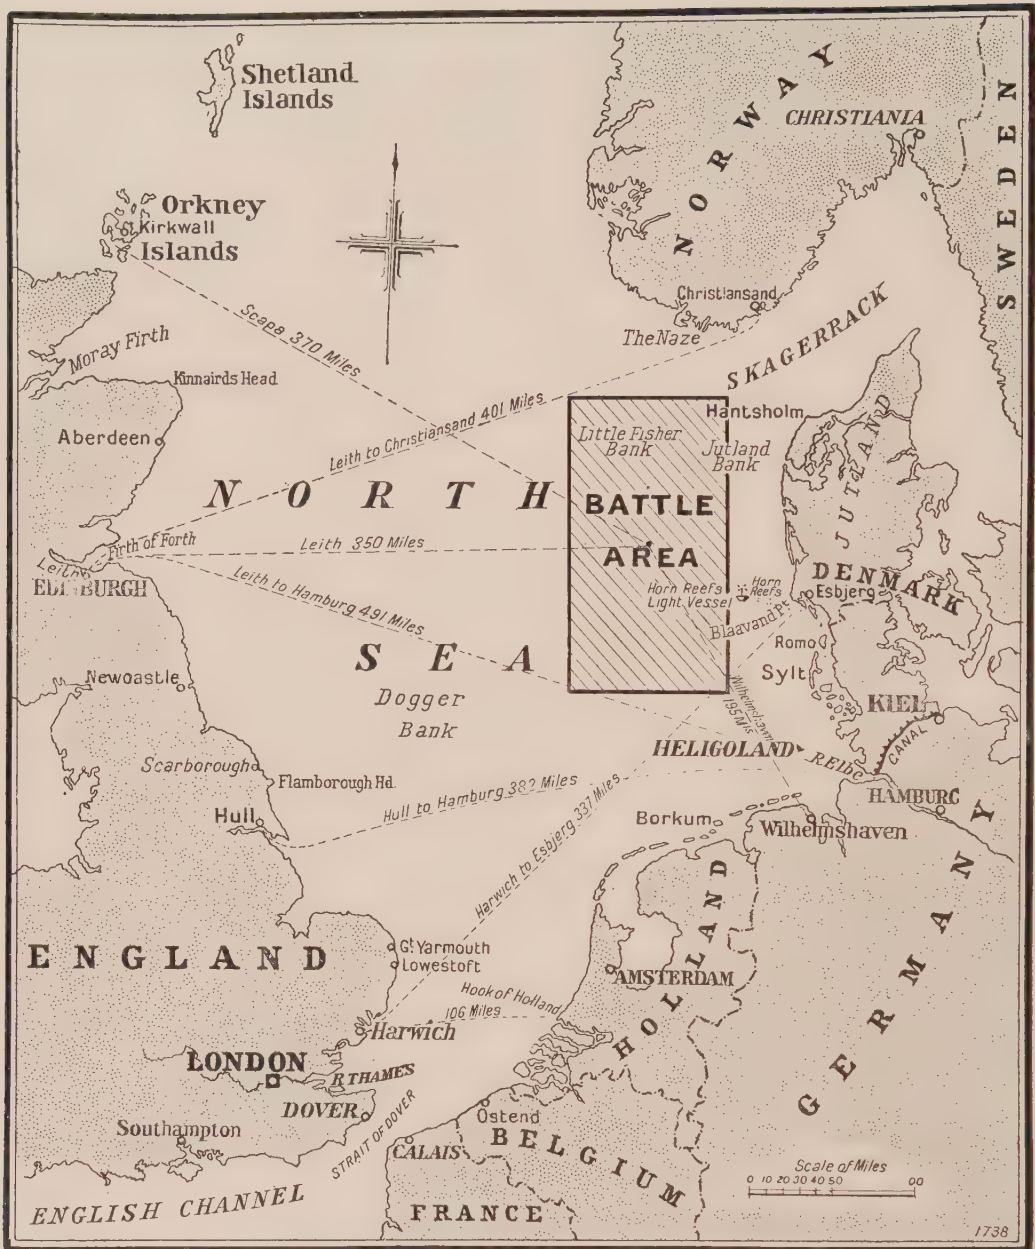 Shetland
Islands
NORWAY
CHRISTIANIA
SWEDEN
Orkney
Kirkwall
Islands
Christiansand
The Naze
SKAGERRACK
Scapa 370 Miles
Moray Firth
Kinnairds Head
Aberdeen
Leith to Christiansand 401 Miles
Hantsholm
Little Fisher
Bank
Jutland
Bank
JUTLAND
NORTH
BATTLE
AREA
Firth of Forth
Leith
EDINBURGH
Leith 350 Miles
Leith to Hamburg 491 Miles
Horn Reefs
Light Vessel
Horn
Reefs
DENMARK
Esbjerg
Blaavand Pt.
Romo
Sylt
SEA
Dogger
Bank
Newcastle
Wilhelmshaven
195 Mls
KIEL
CANAL
HELIGOLAND
R Elbe
HAMBURG
Scarborough
Flamborough Hd.
Hull
Hull to Hamburg 382 Miles
Harwich to Esbjerg 337 Miles
Borkum
Wilhelmshaven
GERMANY
ENGLAND
Gt. Yarmouth
Lowestoft
AMSTERDAM
HOLLAND
Hook of Holland
106 Miles
Harwich
LONDON
R THAMES
DOVER
STRAIT OF DOVER
Southampton
Ostend
CALAIS
BELGIUM
ENGLISH CHANNEL
FRANCE
Scale of Miles
0 10 20 30 40 50 00
1738